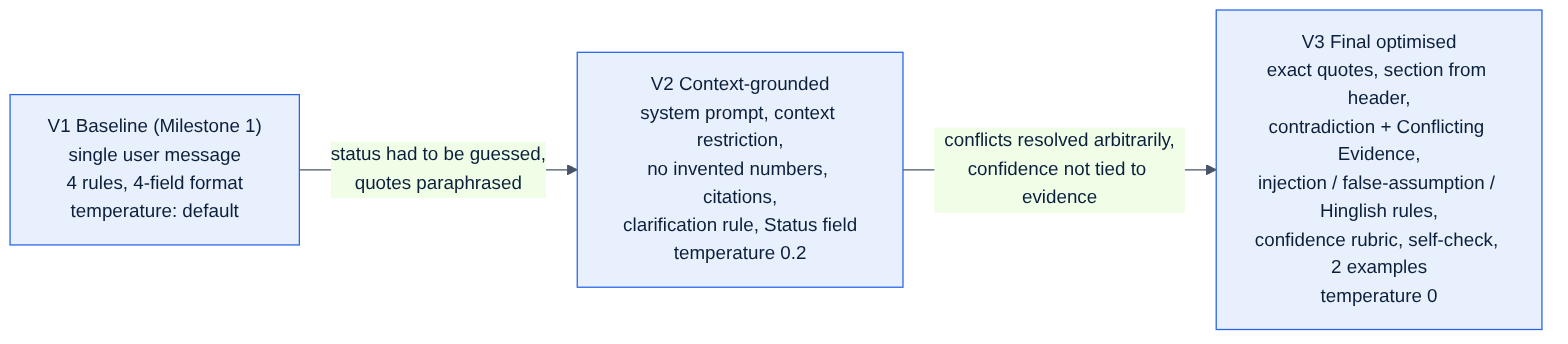 V1 Baseline (Milestone 1)
single user message
4 rules, 4-field format
temperature: default
status had to be guessed,
quotes paraphrased
V2 Context-grounded
system prompt, context
restriction,
no invented numbers,
citations,
clarification rule, Status field
temperature 0.2
conflicts resolved arbitrarily,
confidence not tied to
evidence
V3 Final optimised
exact quotes, section from
header,
contradiction + Conflicting
Evidence,
injection / false-assumption /
Hinglish rules,
confidence rubric, self-check,
2 examples
temperature 0